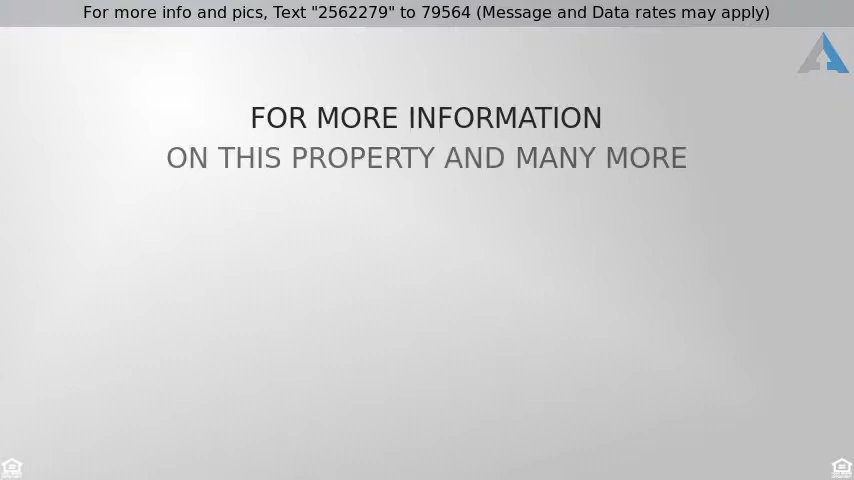 For more info and pics, Text "2562279" to 79564 (Message and Data rates may apply)
FOR MORE INFORMATION
ON THIS PROPERTY AND MANY MORE